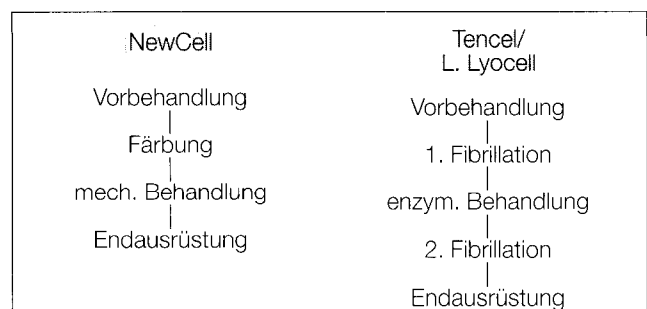 NewCell
Vorbehandlung
Färbung
mech. Behandlung
Endausrüstung
Tencel/
L. Lyocell
Vorbehandlung
1. Fibrillation
enzym. Behandlung
2. Fibrillation
Endausrüstung